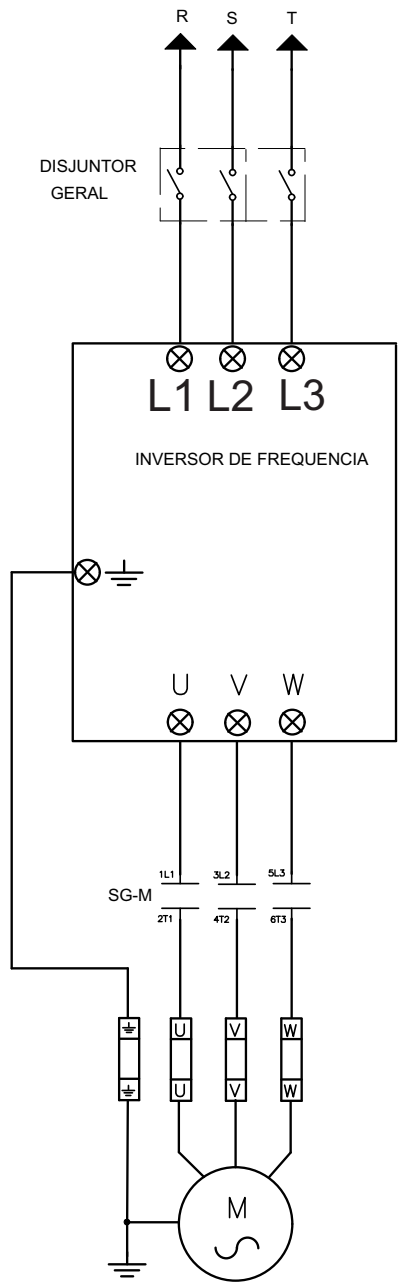 R S T
DISJUNTOR
GERAL
L1 L2 L3
INVERSOR DE FREQUENCIA
U V W
1L1 3L2 5L3
SG-M
2T1 4T2 6T3
U V W
U V W
M